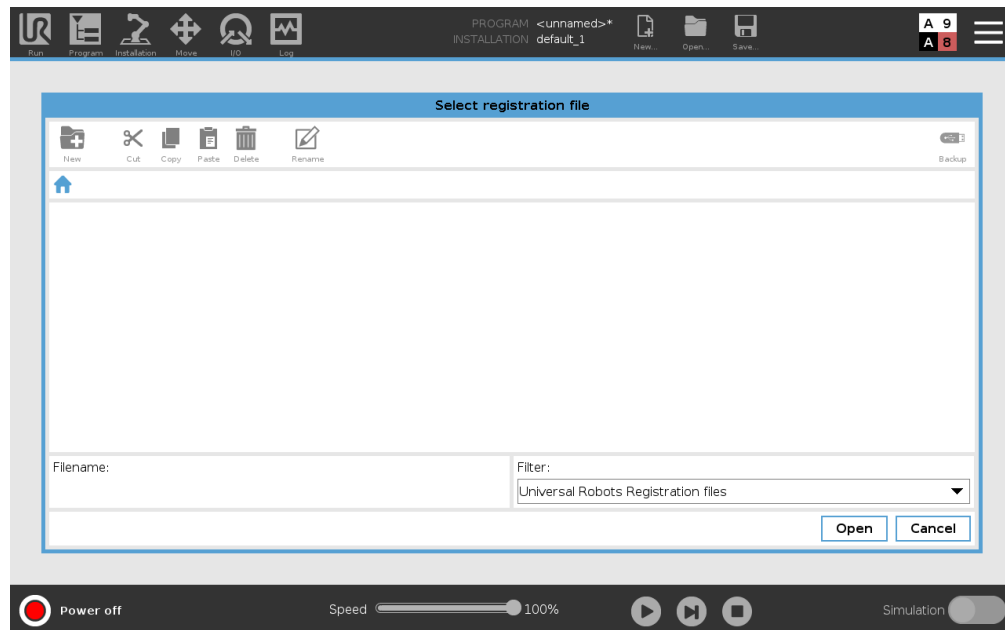 PROGRAM <unnamed>*
INSTALLATION default_1
A 9
A 8
Run Program Installation Move I/O Log New... Open... Save...
Select registration file
New Cut Copy Paste Delete Rename Backup
Filename: Filter:
Universal Robots Registration files
Open Cancel
Power off Speed 100% Simulation